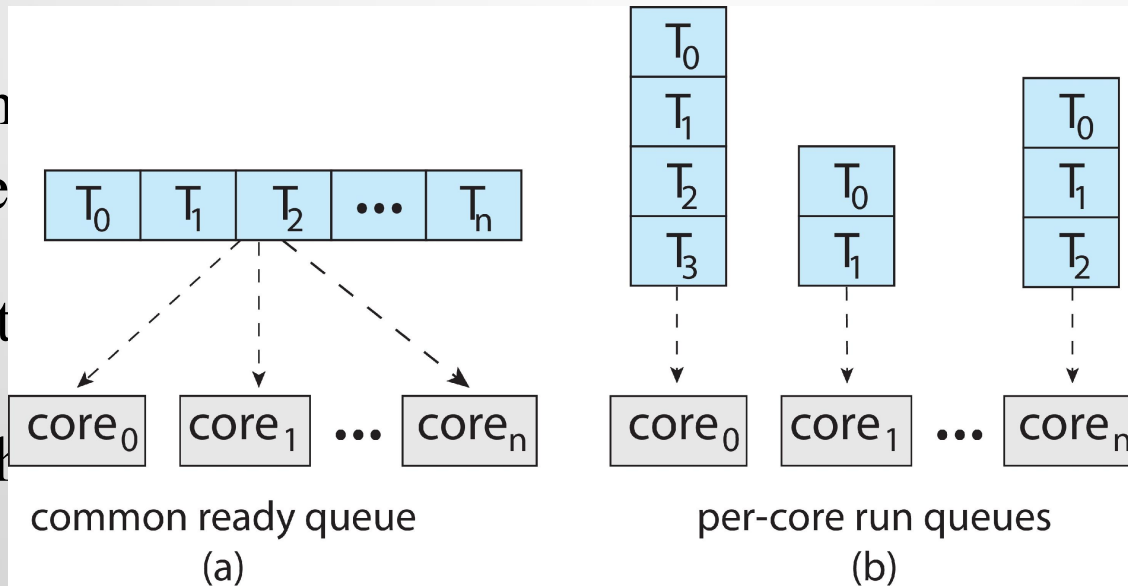 T0 T1 T2 ... Tn
core0 core1 ... coren
common ready queue
(a)
T0
T1
T2
T3
T0
T1
T0
T1
T2
core0 core1 ... coren
per-core run queues
(b)